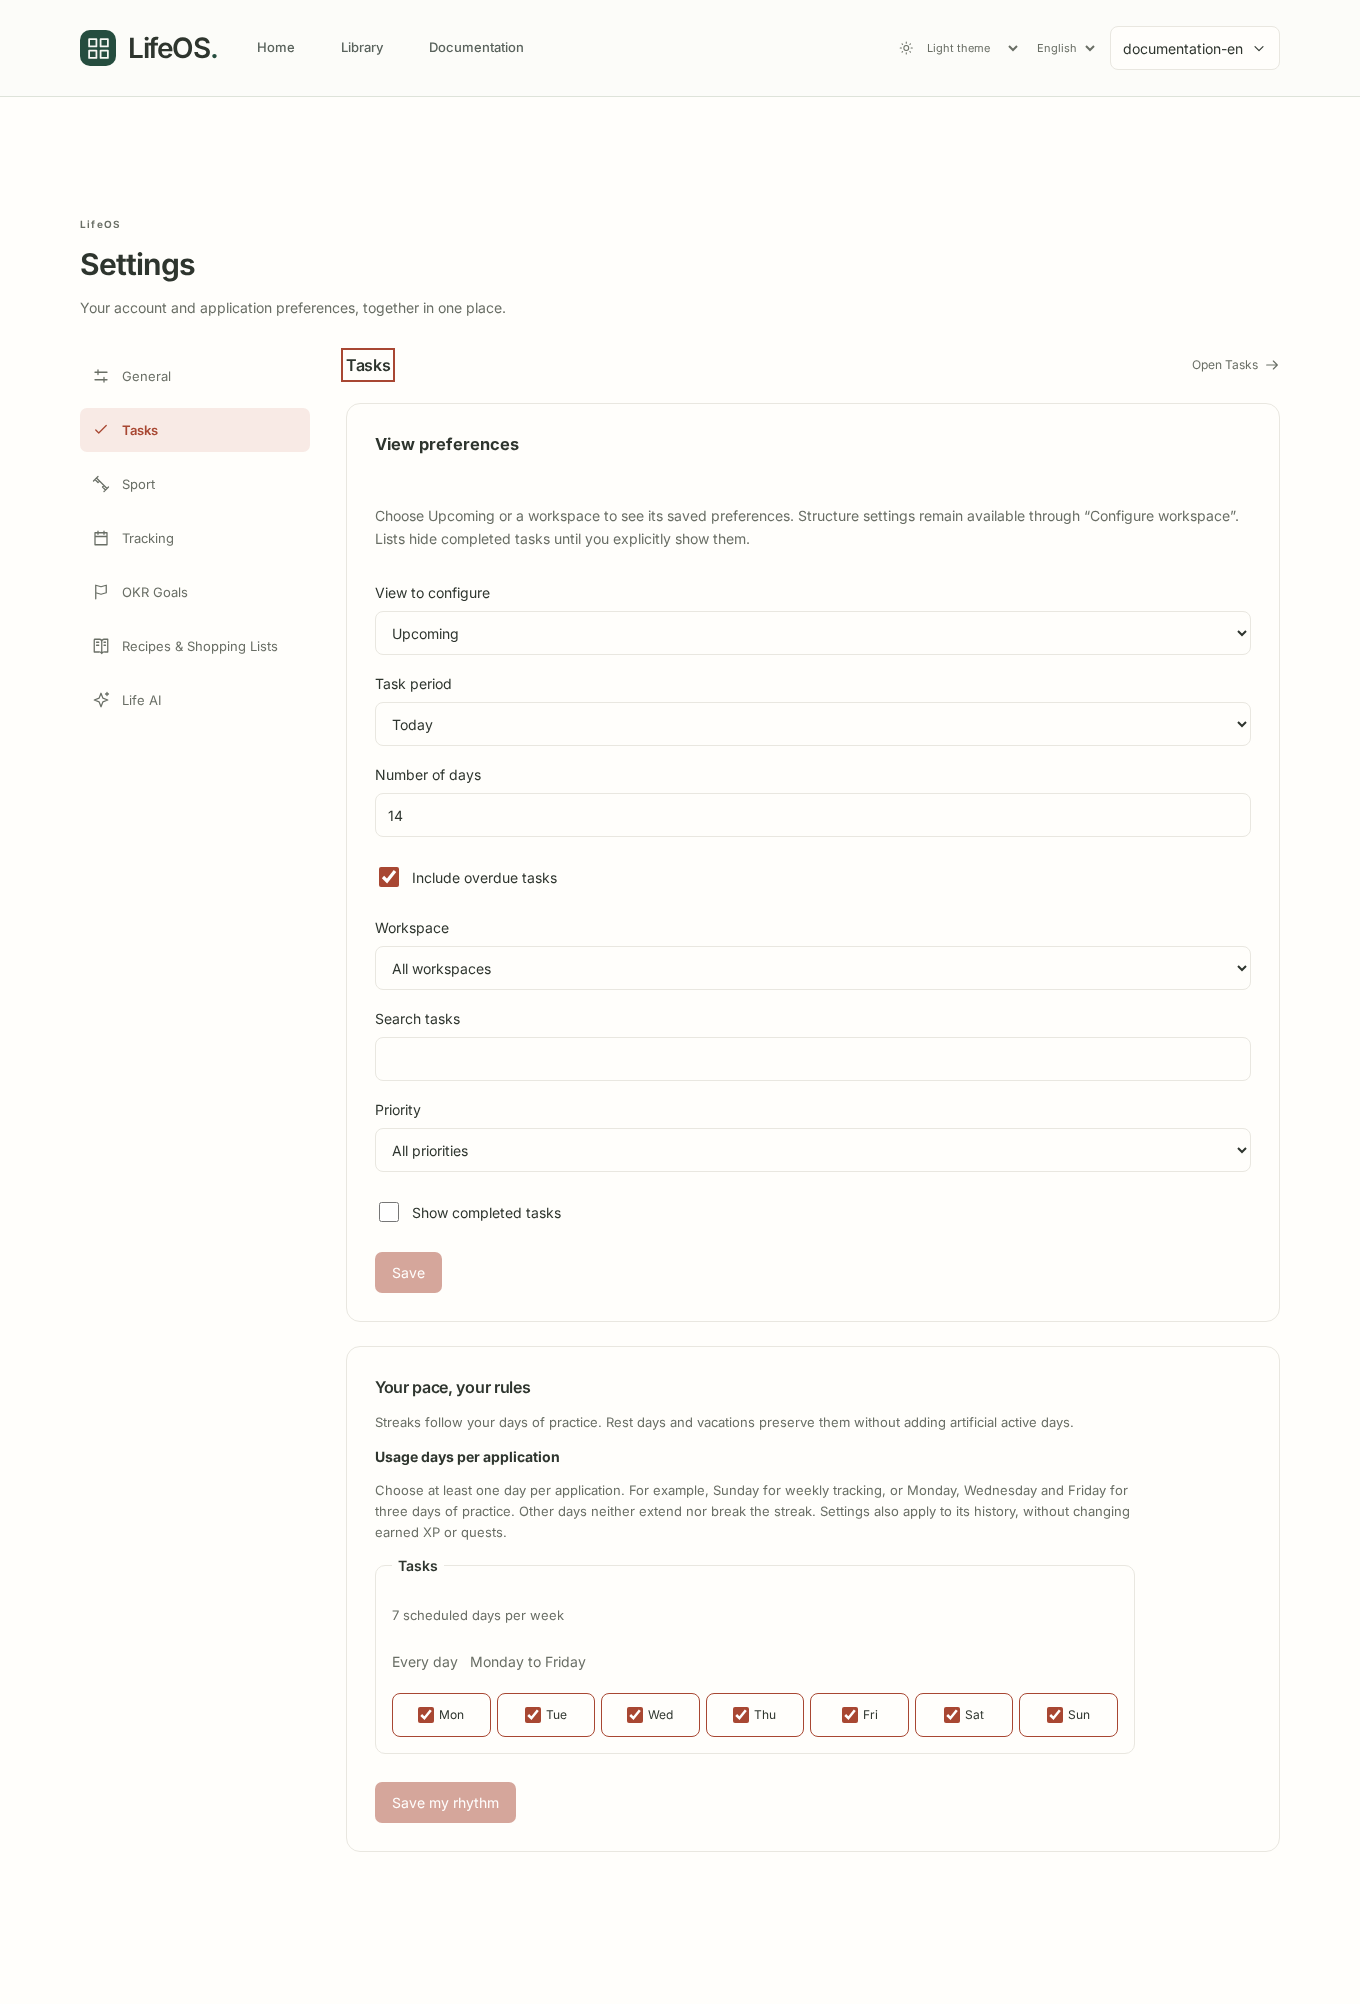 LifeOS.
Home
Library
Documentation
Light theme
English
documentation-en
LifeOS
Settings
Your account and application preferences, together in one place.
General
Tasks
Sport
Tracking
OKR Goals
Recipes & Shopping Lists
Life AI
Tasks
Open Tasks
View preferences
Choose Upcoming or a workspace to see its saved preferences. Structure settings remain available through “Configure workspace”.
Lists hide completed tasks until you explicitly show them.
View to configure
Upcoming
Task period
Today
Number of days
14
Include overdue tasks
Workspace
All workspaces
Search tasks
Priority
All priorities
Show completed tasks
Save
Your pace, your rules
Streaks follow your days of practice. Rest days and vacations preserve them without adding artificial active days.
Usage days per application
Choose at least one day per application. For example, Sunday for weekly tracking, or Monday, Wednesday and Friday for
three days of practice. Other days neither extend nor break the streak. Settings also apply to its history, without changing
earned XP or quests.
Tasks
7 scheduled days per week
Every day
Monday to Friday
Mon
Tue
Wed
Thu
Fri
Sat
Sun
Save my rhythm